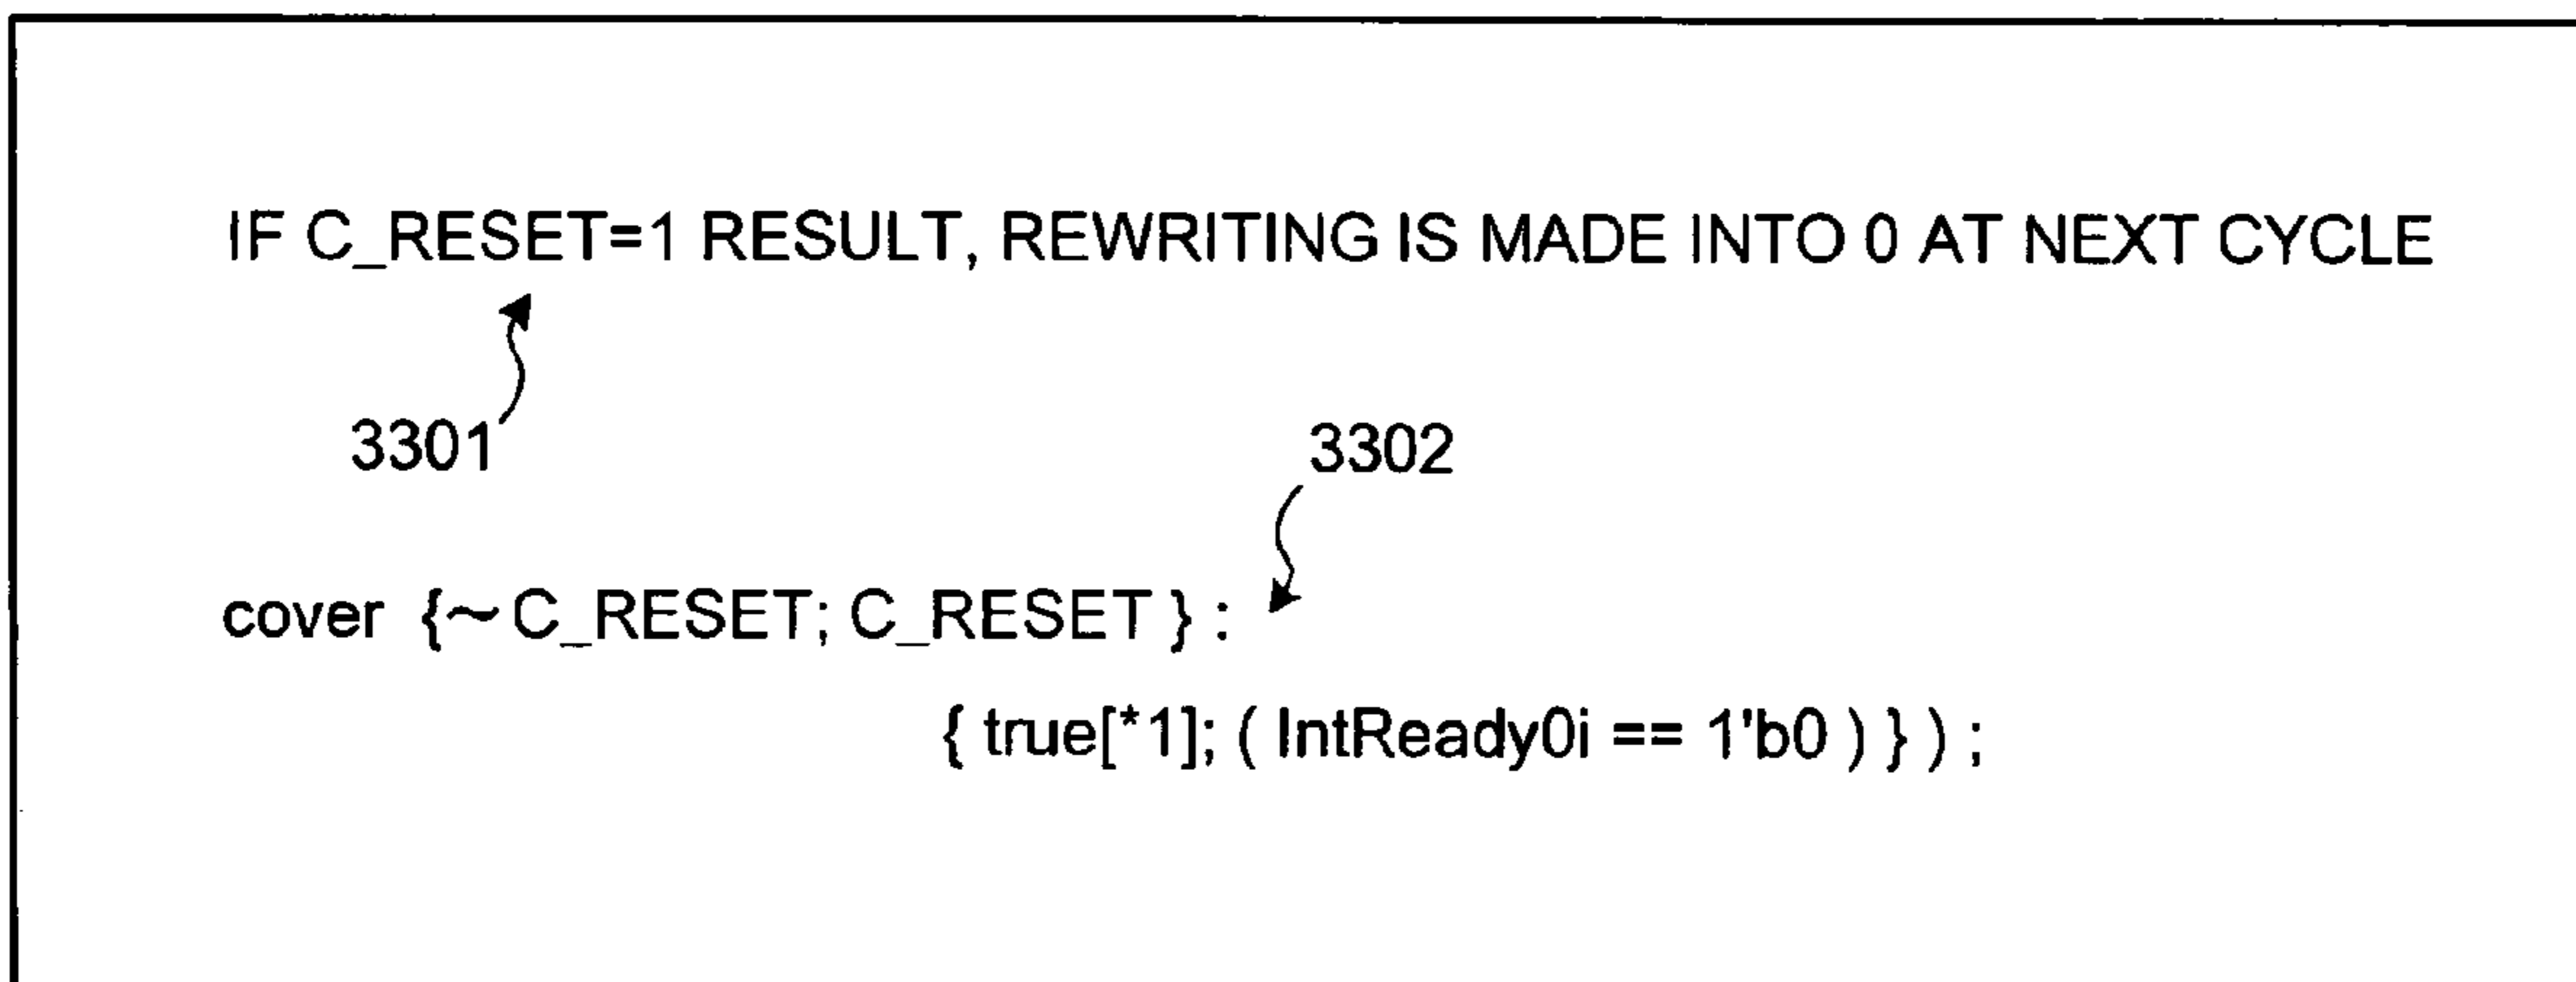 IF C_RESET=1 RESULT, REWRITING IS MADE INTO 0 AT NEXT CYCLE
3301
3302
cover {~C_RESET; C_RESET } :
{ true[*1]; ( IntReady0i == 1'b0 ) } ) ;